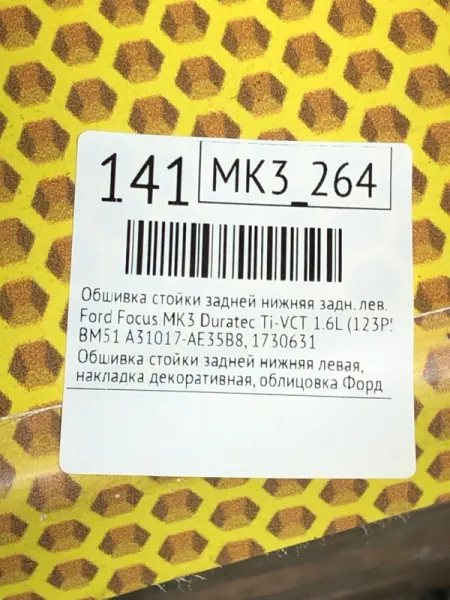 141 MK3_264
Обшивка стойки задней нижняя задн. лев.
Ford Focus MK3 Duratec Ti-VCT 1.6L (123PS
BM51 A31017-AE35B8, 1730631
Обшивка стойки задней нижняя левая,
накладка декоративная, облицовка Форд